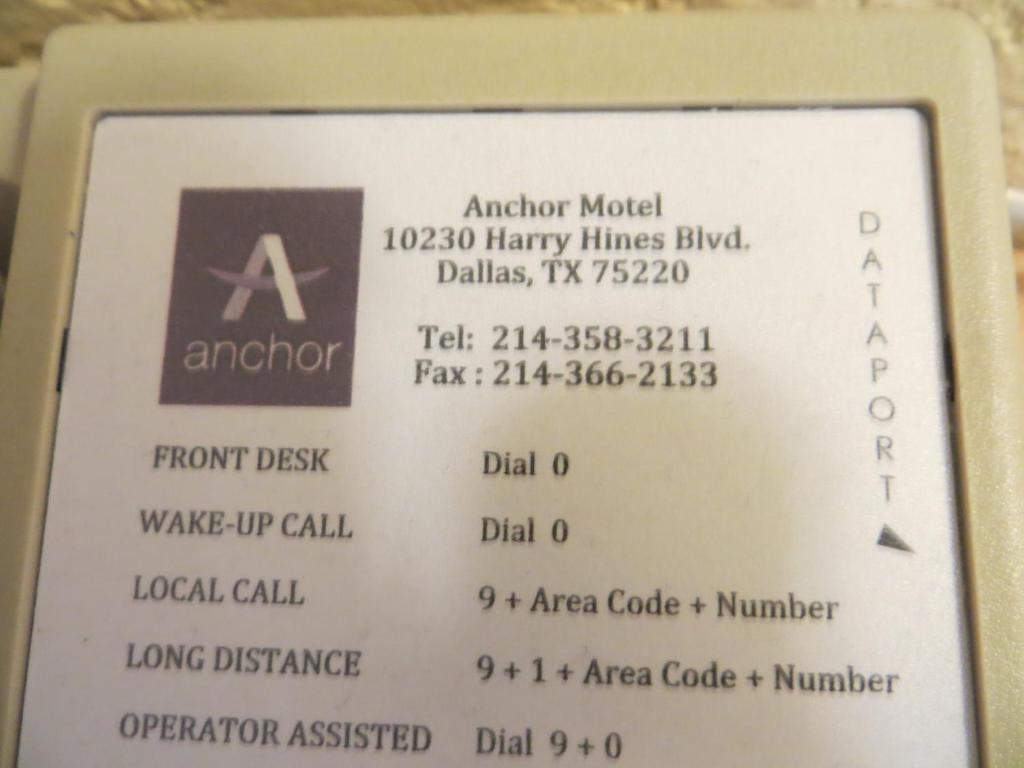 A
anchor
Anchor Motel
10230 Harry Hines Blvd.
Dallas, TX 75220
Tel: 214-358-3211
Fax : 214-366-2133
DATAPORT
FRONT DESK Dial 0
WAKE-UP CALL Dial 0
LOCAL CALL 9 + Area Code + Number
LONG DISTANCE 9 + 1 + Area Code + Number
OPERATOR ASSISTED Dial 9 + 0